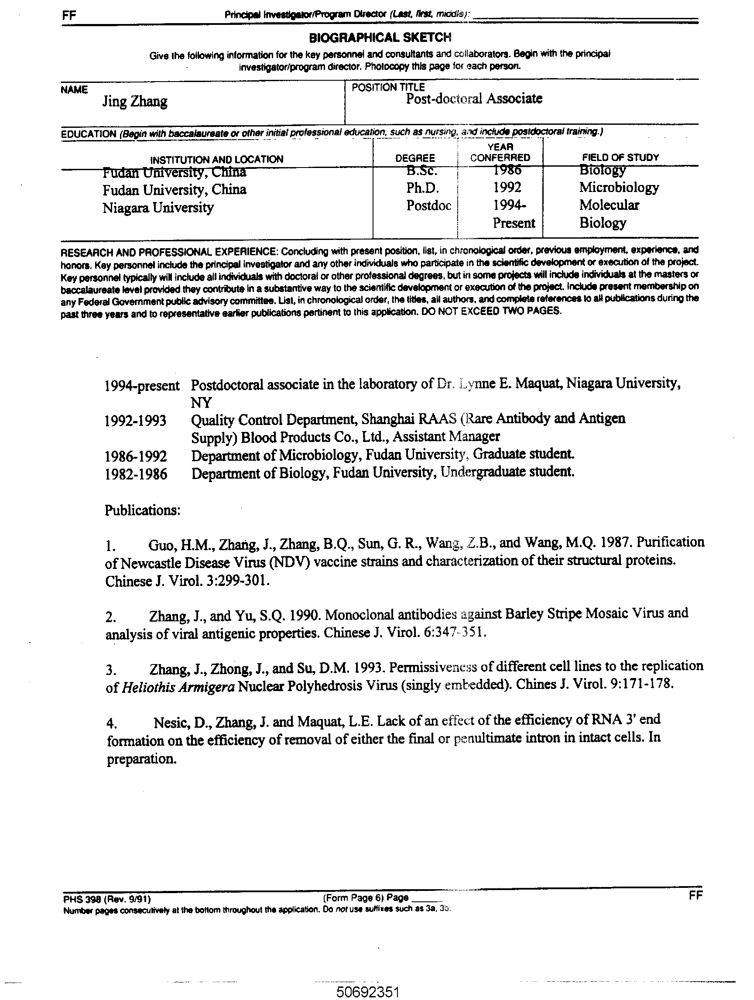 FF
Principal Investigator/Program Director (Last, first, middle):
BIOGRAPHICAL SKETCH
Give the following information for the key personnel and consultants and collaborators. Begin with the principal
investigator/program director. Photocopy this page for each person.
NAME
POSITION TITLE
Jing Zhang
Post-doctoral Associate
EDUCATION (Begin with baccalaureate or other initial professional education, such as nursing, and include postdoctoral training.)
INSTITUTION AND LOCATION DEGREE YEAR CONFERRED FIELD OF STUDY
Fudan University, China B.Sc. 1986 Biology
Fudan University, China Ph.D. 1992 Microbiology
Niagara University Postdoc 1994- Molecular
Present Biology
RESEARCH AND PROFESSIONAL EXPERIENCE: Concluding with present position, list, in chronological order, previous employment, experience, and
honors. Key personnel include the principal investigator and any other individuals who participate in the scientific development or execution of the project.
Key personnel typically will include all individuals with doctoral or other professional degrees, but in some projects will include individuals at the masters or
baccalaureate level provided they contribute in a substantive way to the scientific development or execution of the project. Include present membership on
any Federal Government public advisory committee. List, in chronological order, the titles, all authors, and complete references to all publications during the
past three years and to representative earlier publications pertinent to this application. DO NOT EXCEED TWO PAGES.
1994-present Postdoctoral associate in the laboratory of Dr. Lynne E. Maquat, Niagara University,
NY
1992-1993 Quality Control Department, Shanghai RAAS (Rare Antibody and Antigen
Supply) Blood Products Co., Ltd., Assistant Manager
1986-1992 Department of Microbiology, Fudan University, Graduate student.
1982-1986 Department of Biology, Fudan University, Undergraduate student.
Publications:
1. Guo, H.M., Zhang, J., Zhang, B.Q., Sun, G. R., Wang, Z.B., and Wang, M.Q. 1987. Purification
of Newcastle Disease Virus (NDV) vaccine strains and characterization of their structural proteins.
Chinese J. Virol. 3:299-301.
2. Zhang, J., and Yu, S.Q. 1990. Monoclonal antibodies against Barley Stripe Mosaic Virus and
analysis of viral antigenic properties. Chinese J. Virol. 6:347-351.
3. Zhang, J., Zhong, J., and Su, D.M. 1993. Permissiveness of different cell lines to the replication
of Heliothis Armigera Nuclear Polyhedrosis Virus (singly embedded). Chines J. Virol. 9:171-178.
4. Nesic, D., Zhang, J. and Maquat, L.E. Lack of an effect of the efficiency of RNA 3' end
formation on the efficiency of removal of either the final or penultimate intron in intact cells. In
preparation.
PHS 398 (Rev. 9/91) (Form Page 6) Page FF
Number pages consecutively at the bottom throughout the application. Do not use suffixes such as 3a, 3b.
50692351